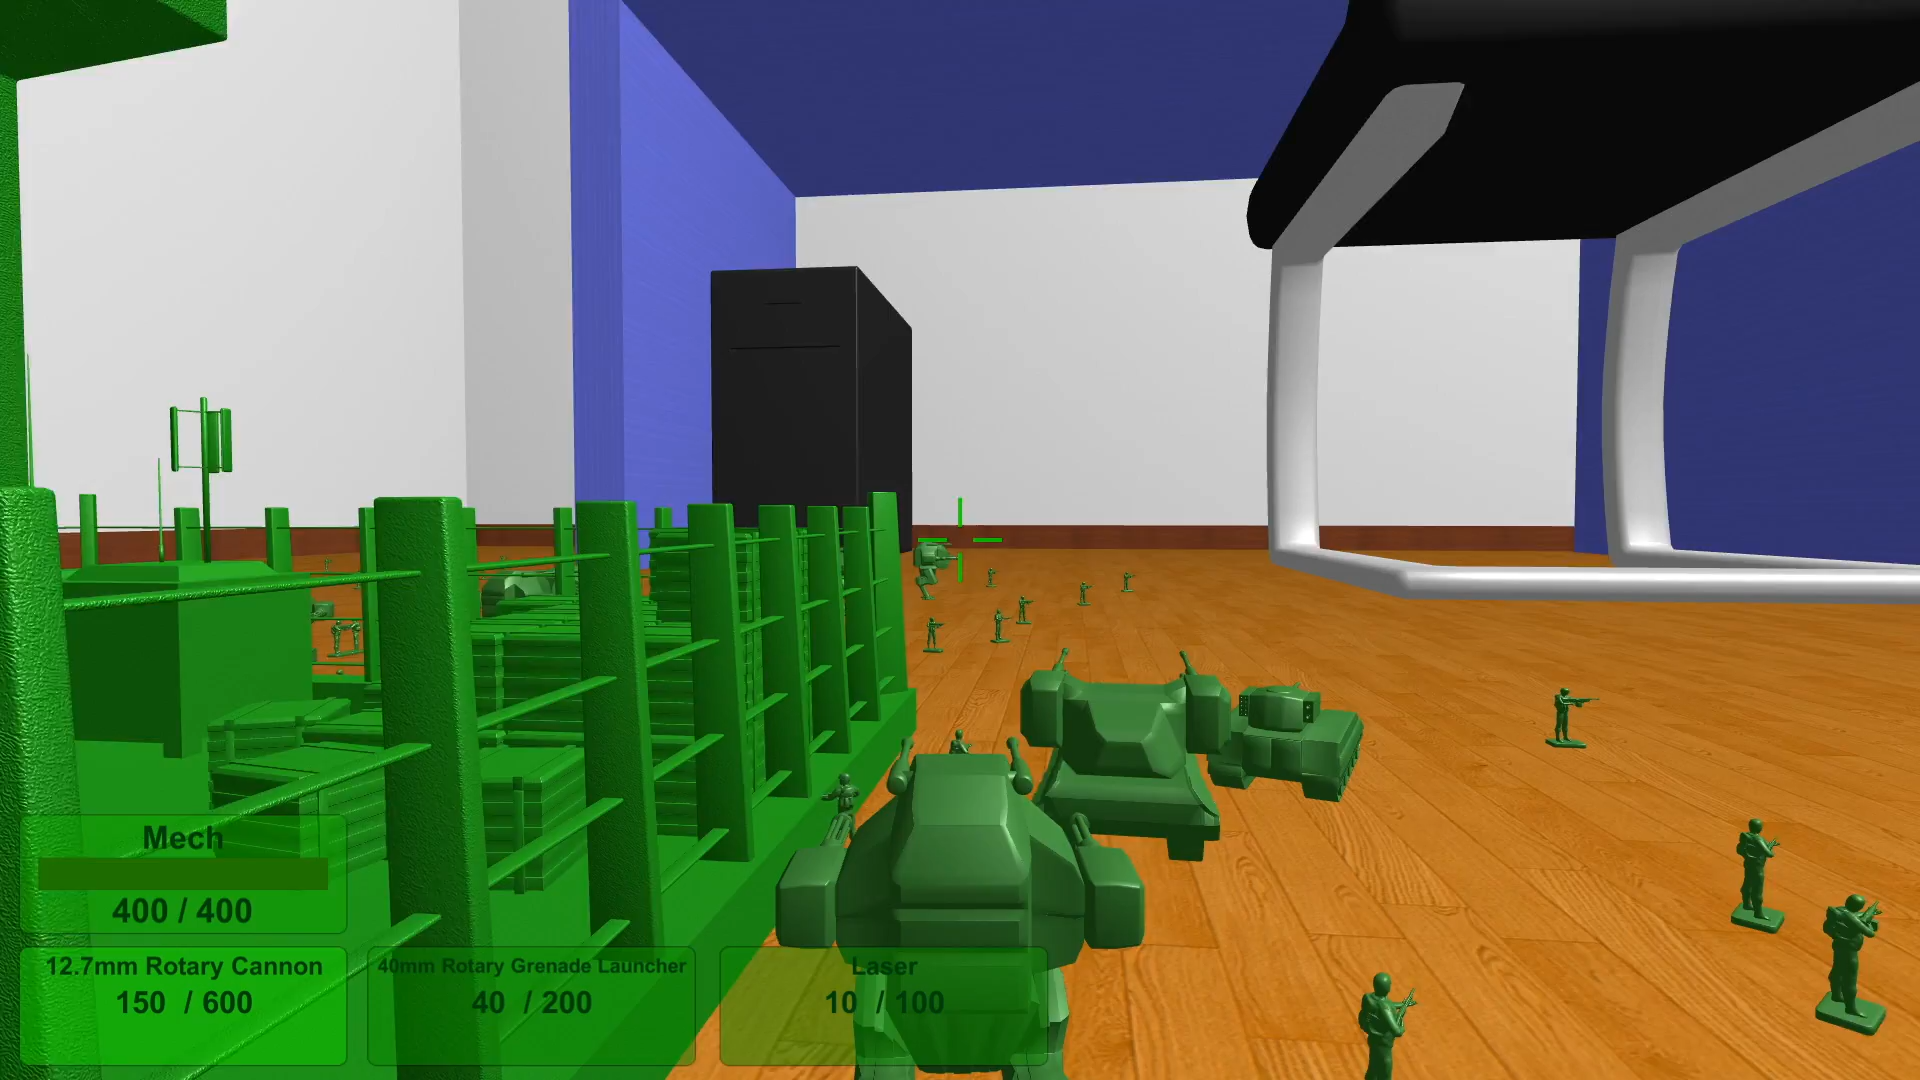 Mech
400 / 400
12.7mm Rotary Cannon
150 / 600
40mm Rotary Grenade Launcher
40 / 200
Laser
10 / 100